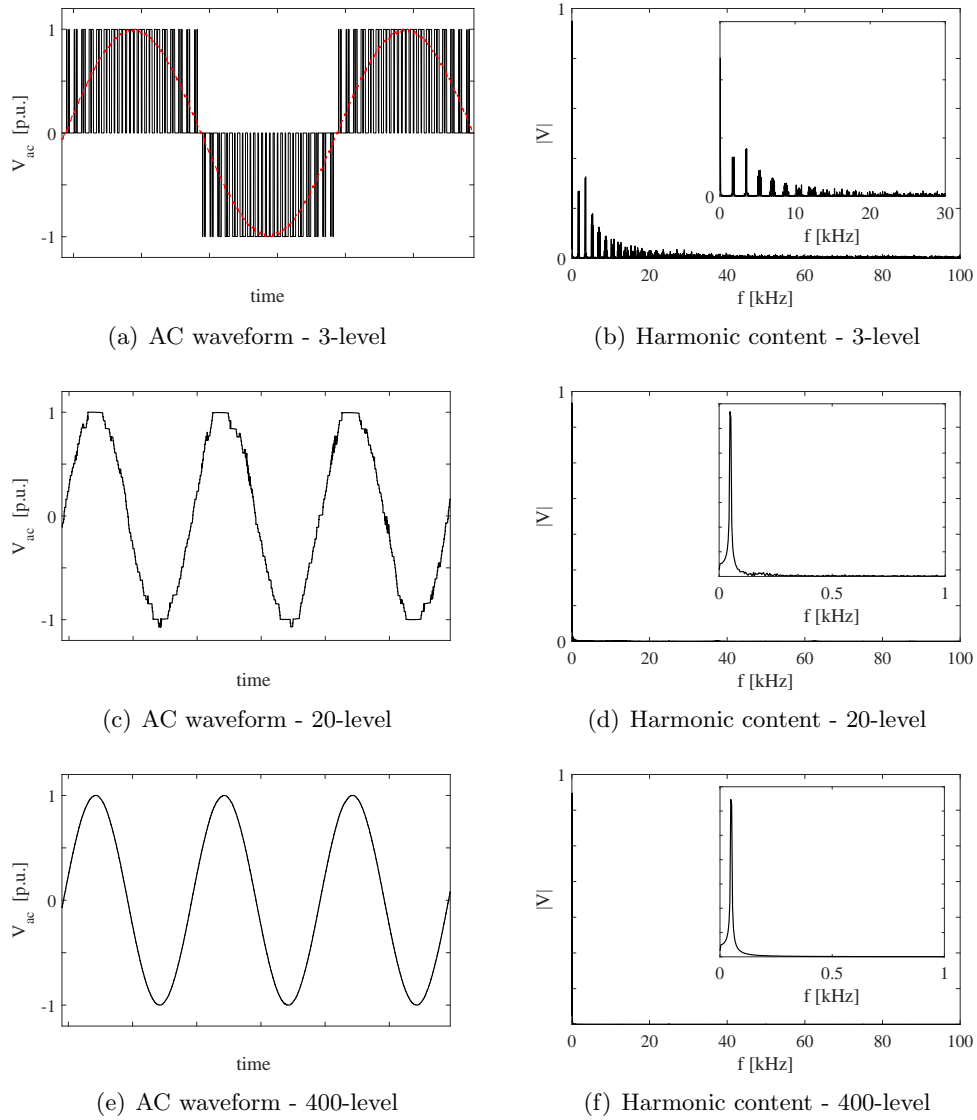 1
0
-1
V_ac [p.u.]
time
(a) AC waveform - 3-level
1
0
|V|
0 20 40 60 80 100
f [kHz]
0
0 10 20 30
f [kHz]
(b) Harmonic content - 3-level
1
0
-1
V_ac [p.u.]
time
(c) AC waveform - 20-level
1
0
|V|
0 20 40 60 80 100
f [kHz]
0 0.5 1
f [kHz]
(d) Harmonic content - 20-level
1
0
-1
V_ac [p.u.]
time
(e) AC waveform - 400-level
1
|V|
0 20 40 60 80 100
f [kHz]
0 0.5 1
f [kHz]
(f) Harmonic content - 400-level